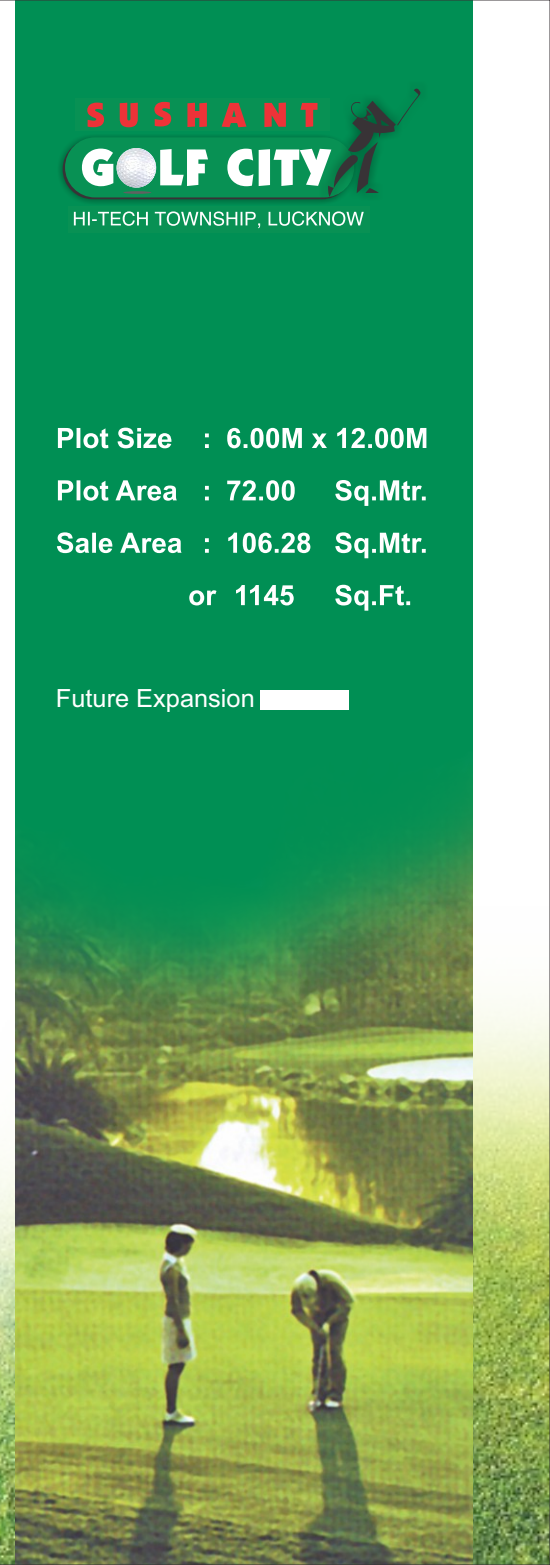 SUSHANT
GOLF CITY
HI-TECH TOWNSHIP, LUCKNOW
Plot Size : 6.00M x 12.00M
Plot Area : 72.00 Sq.Mtr.
Sale Area : 106.28 Sq.Mtr.
or 1145 Sq.Ft.
Future Expansion